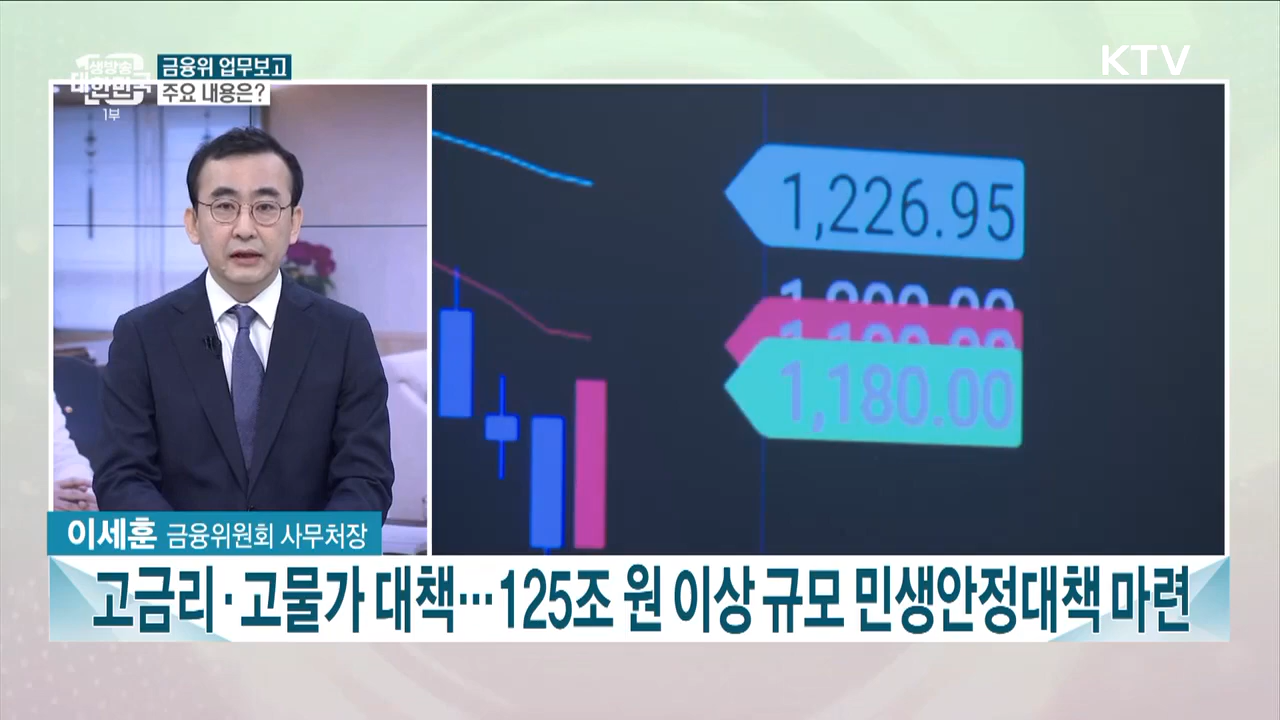 KTV
생방송
대한민국
1부
금융위 업무보고
주요 내용은?
1,226.95
1,180.00
이세훈 금융위원회 사무처장
고금리·고물가 대책…125조 원 이상 규모 민생안정대책 마련